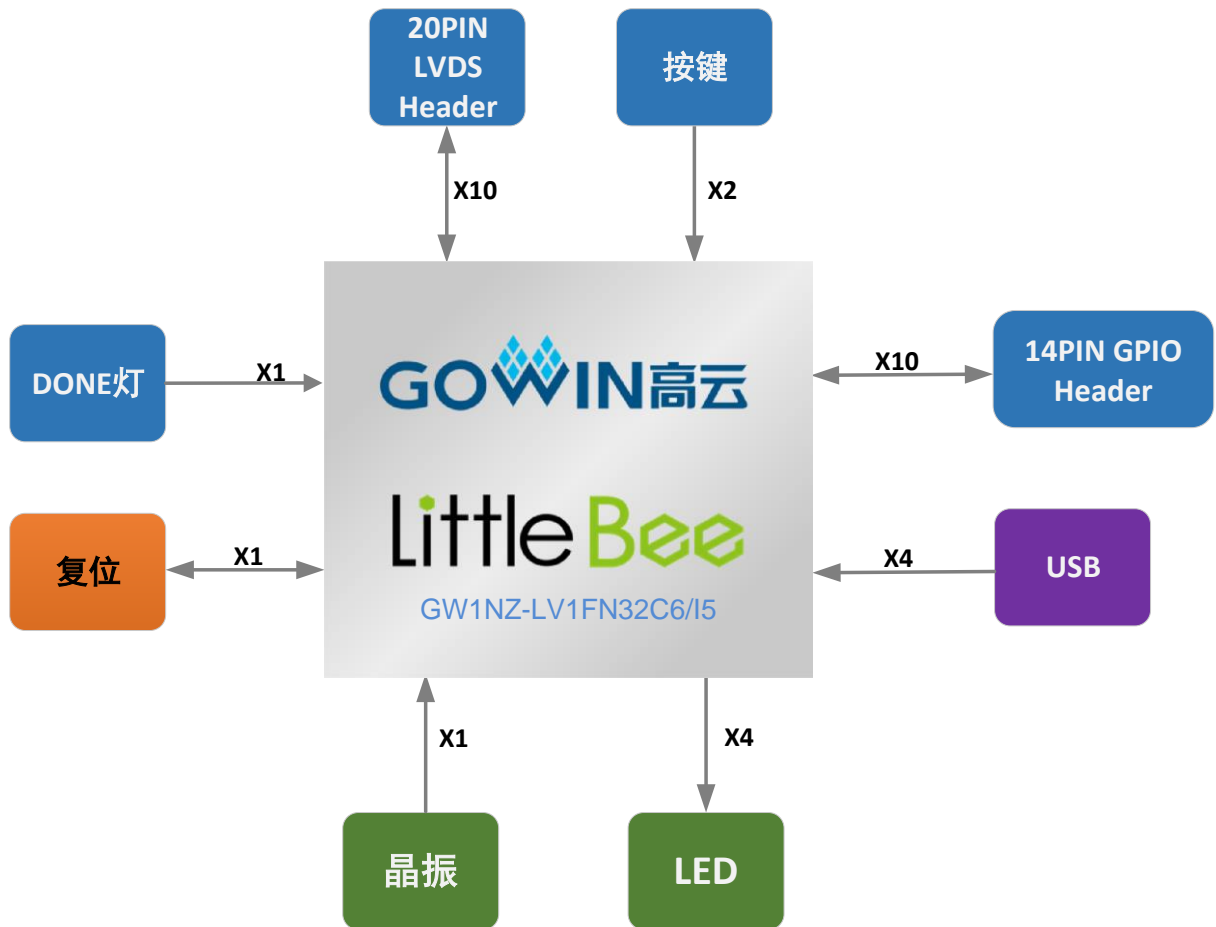 20PIN
LVDS
Header
按键
X10
X2
DONE灯
X1
GOWIN高云
X10
14PIN GPIO
Header
复位
X1
LittleBee
GW1NZ-LV1FN32C6/I5
X4
USB
X1
X4
晶振
LED